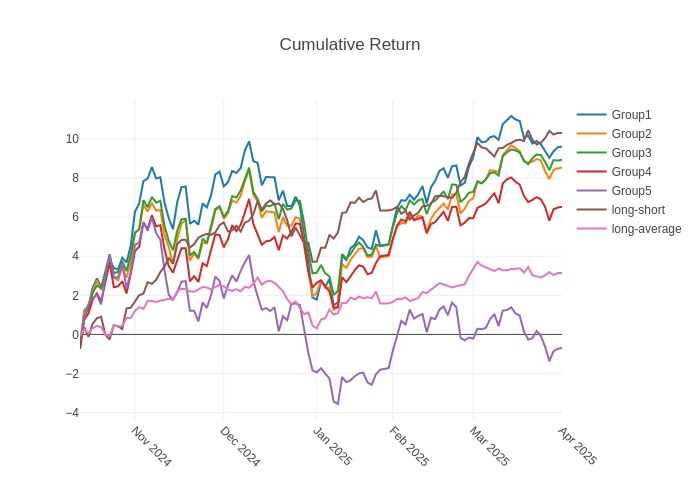 Cumulative Return
10
8
6
4
2
0
−2
−4
Nov 2024
Dec 2024
Jan 2025
Feb 2025
Mar 2025
Apr 2025
Group1
Group2
Group3
Group4
Group5
long-short
long-average